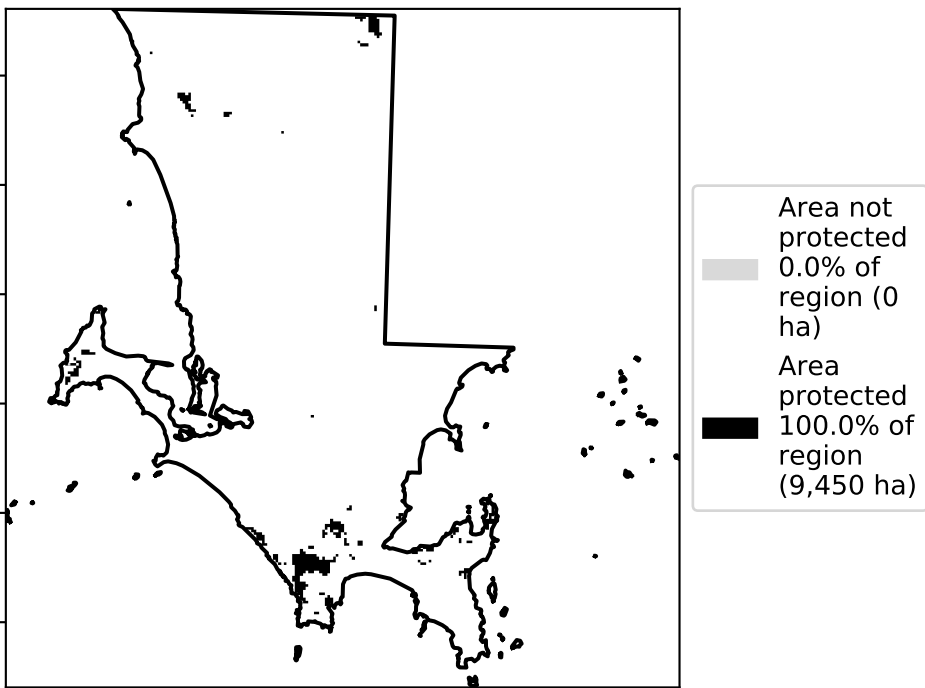 Area not
protected
0.0% of
region (0
ha)
Area
protected
100.0% of
region
(9,450 ha)